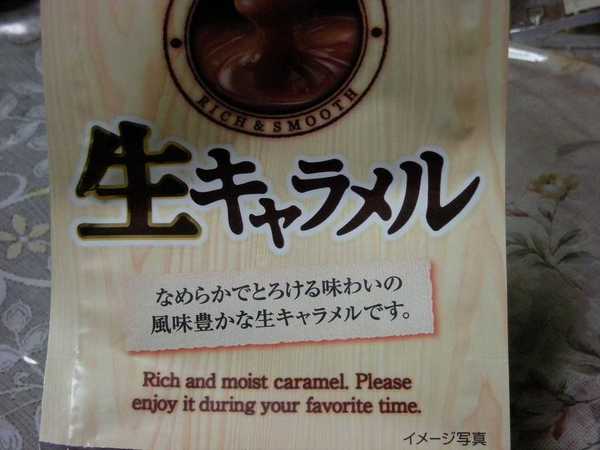 RICH & SMOOTH
生キャラメル
なめらかでとろける味わいの
風味豊かな生キャラメルです。
Rich and moist caramel. Please
enjoy it during your favorite time.
イメージ写真